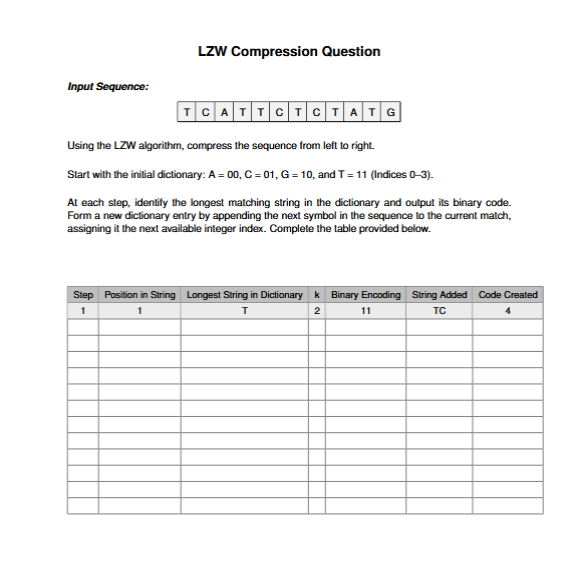 LZW Compression Question
Input Sequence:
T C A T T C T C T A T G
Using the LZW algorithm, compress the sequence from left to right.
Start with the initial dictionary: A = 00, C = 01, G = 10, and T = 11 (Indices 0–3).
At each step, identify the longest matching string in the dictionary and output its binary code.
Form a new dictionary entry by appending the next symbol in the sequence to the current match,
assigning it the next available integer index. Complete the table provided below.
Step Position in String Longest String in Dictionary k Binary Encoding String Added Code Created
1 1 T 2 11 TC 4